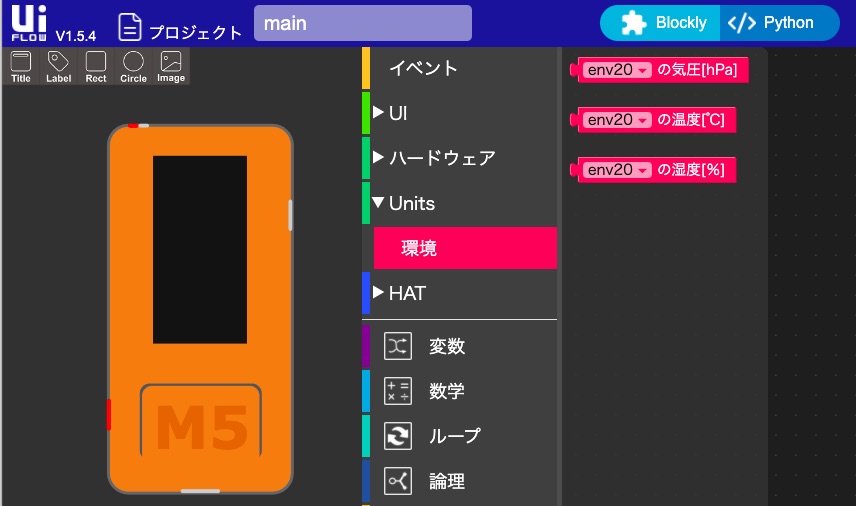 Ui
FLOW V1.5.4
プロジェクト
main
Blockly
</> Python
Title Label Rect Circle Image
M5
イベント
UI
ハードウェア
Units
環境
HAT
変数
数学
ループ
論理
env20 の気圧[hPa]
env20 の温度[℃]
env20 の湿度[%]